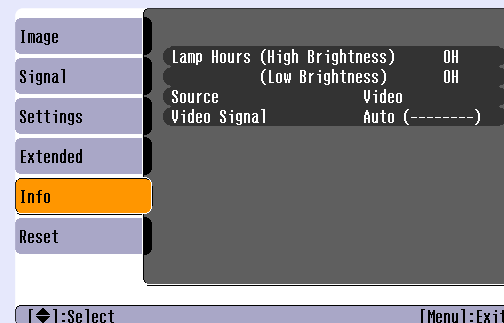 Image
Signal
Settings
Extended
Info
Reset
Lamp Hours (High Brightness) 0H
(Low Brightness) 0H
Source Video
Video Signal Auto (--------)
[◆]:Select
[Menu]:Exit